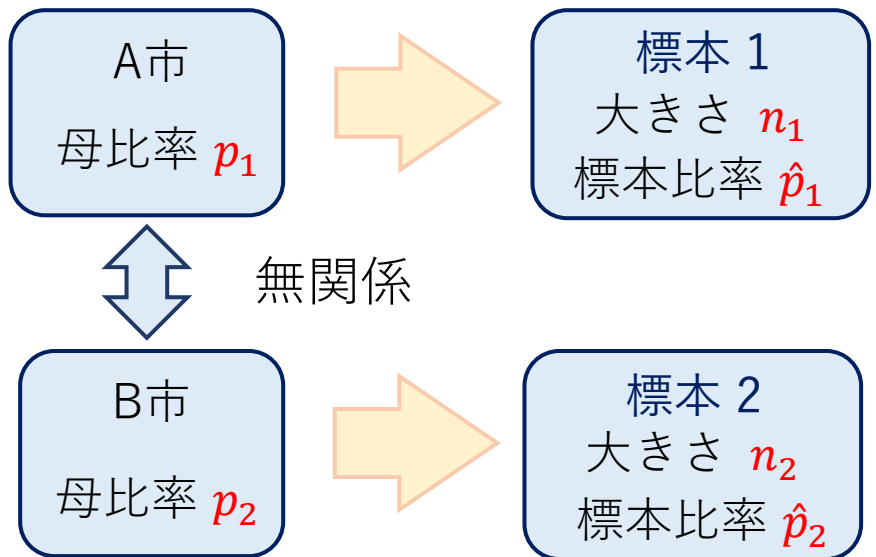 A市
母比率 p₁
標本 1
大きさ n₁
標本比率 p̂₁
無関係
B市
母比率 p₂
標本 2
大きさ n₂
標本比率 p̂₂